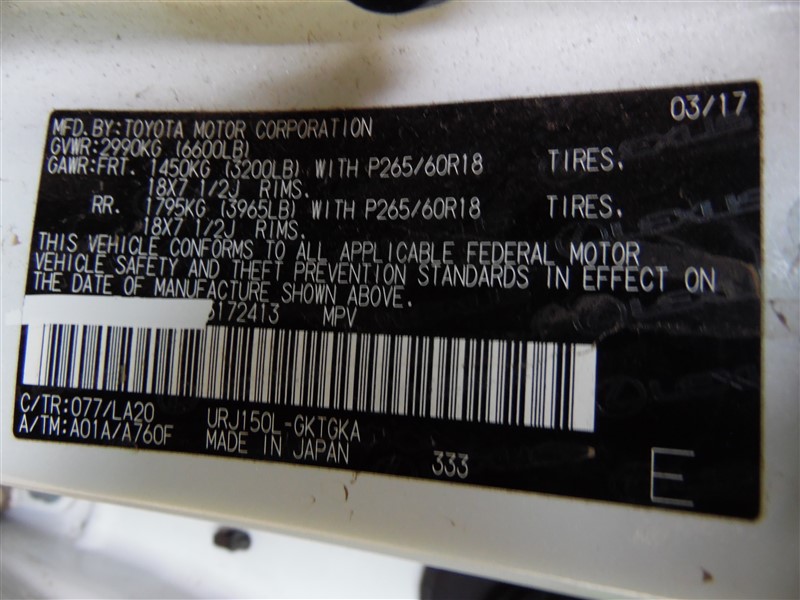 03/17
MFD.BY:TOYOTA MOTOR CORPORATION
GVWR:2990KG (6600LB)
GAWR:FRT. 1450KG (3200LB) WITH P265/60R18 TIRES.
18X7 1/2J RIMS.
RR. 1795KG (3965LB) WITH P265/60R18 TIRES.
18X7 1/2J RIMS.
THIS VEHICLE CONFORMS TO ALL APPLICABLE FEDERAL MOTOR
VEHICLE SAFETY AND THEFT PREVENTION STANDARDS IN EFFECT ON
THE DATE OF MANUFACTURE SHOWN ABOVE.
5172413 MPV
C/TR:077/LA20 URJ150L-GKTGKA
A/TM:A01A/A760F MADE IN JAPAN 333 E
LEXUS